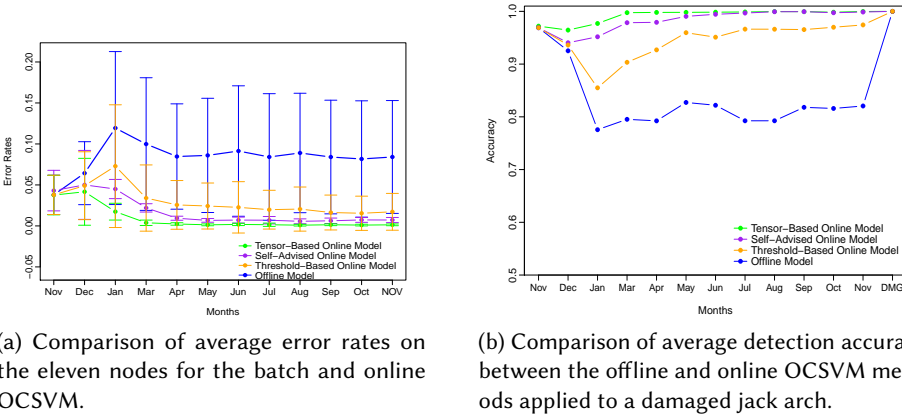 0.20
0.15
0.10
0.05
0.00
-0.05
Error Rates
Tensor-Based Online Model
Self-Advised Online Model
Threshold-Based Online Model
Offline Model
Nov Dec Jan Mar Apr May Jun Jul Aug Sep Oct NOV
Months
1.0
0.9
0.8
0.7
0.6
0.5
Accuracy
Tensor-Based Online Model
Self-Advised Online Model
Threshold-Based Online Model
Offline Model
Nov Dec Jan Mar Apr May Jun Jul Aug Sep Oct Nov DMG
Months
(a) Comparison of average error rates on
the eleven nodes for the batch and online
OCSVM.
(b) Comparison of average detection accura
between the offline and online OCSVM me
ods applied to a damaged jack arch.